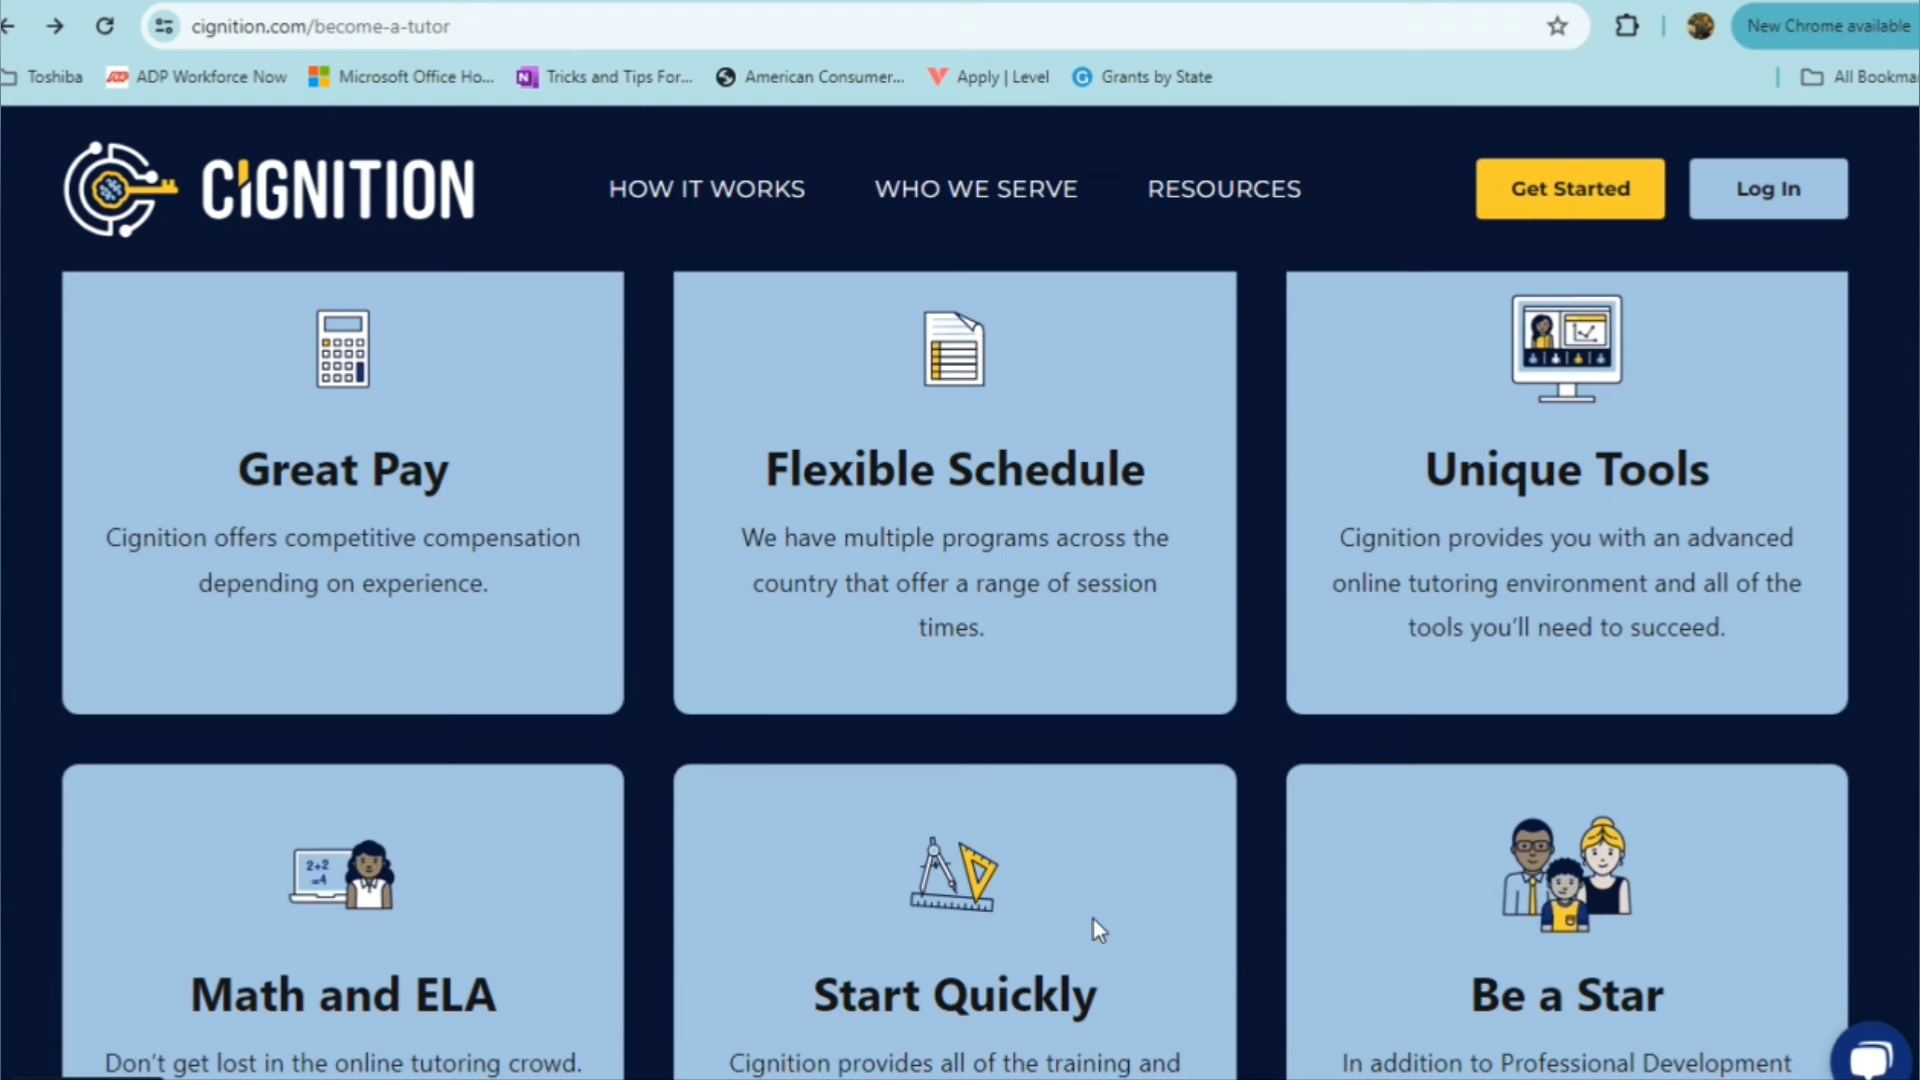 cignition.com/become-a-tutor
New Chrome available
Toshiba
ADP Workforce Now
Microsoft Office Ho...
Tricks and Tips For...
American Consumer...
Apply | Level
Grants by State
All Bookma
CIGNITION
HOW IT WORKS
WHO WE SERVE
RESOURCES
Get Started
Log In
Great Pay
Cignition offers competitive compensation
depending on experience.
Flexible Schedule
We have multiple programs across the
country that offer a range of session
times.
Unique Tools
Cignition provides you with an advanced
online tutoring environment and all of the
tools you’ll need to succeed.
2+2
=4
Math and ELA
Don’t get lost in the online tutoring crowd.
Start Quickly
Cignition provides all of the training and
Be a Star
In addition to Professional Development